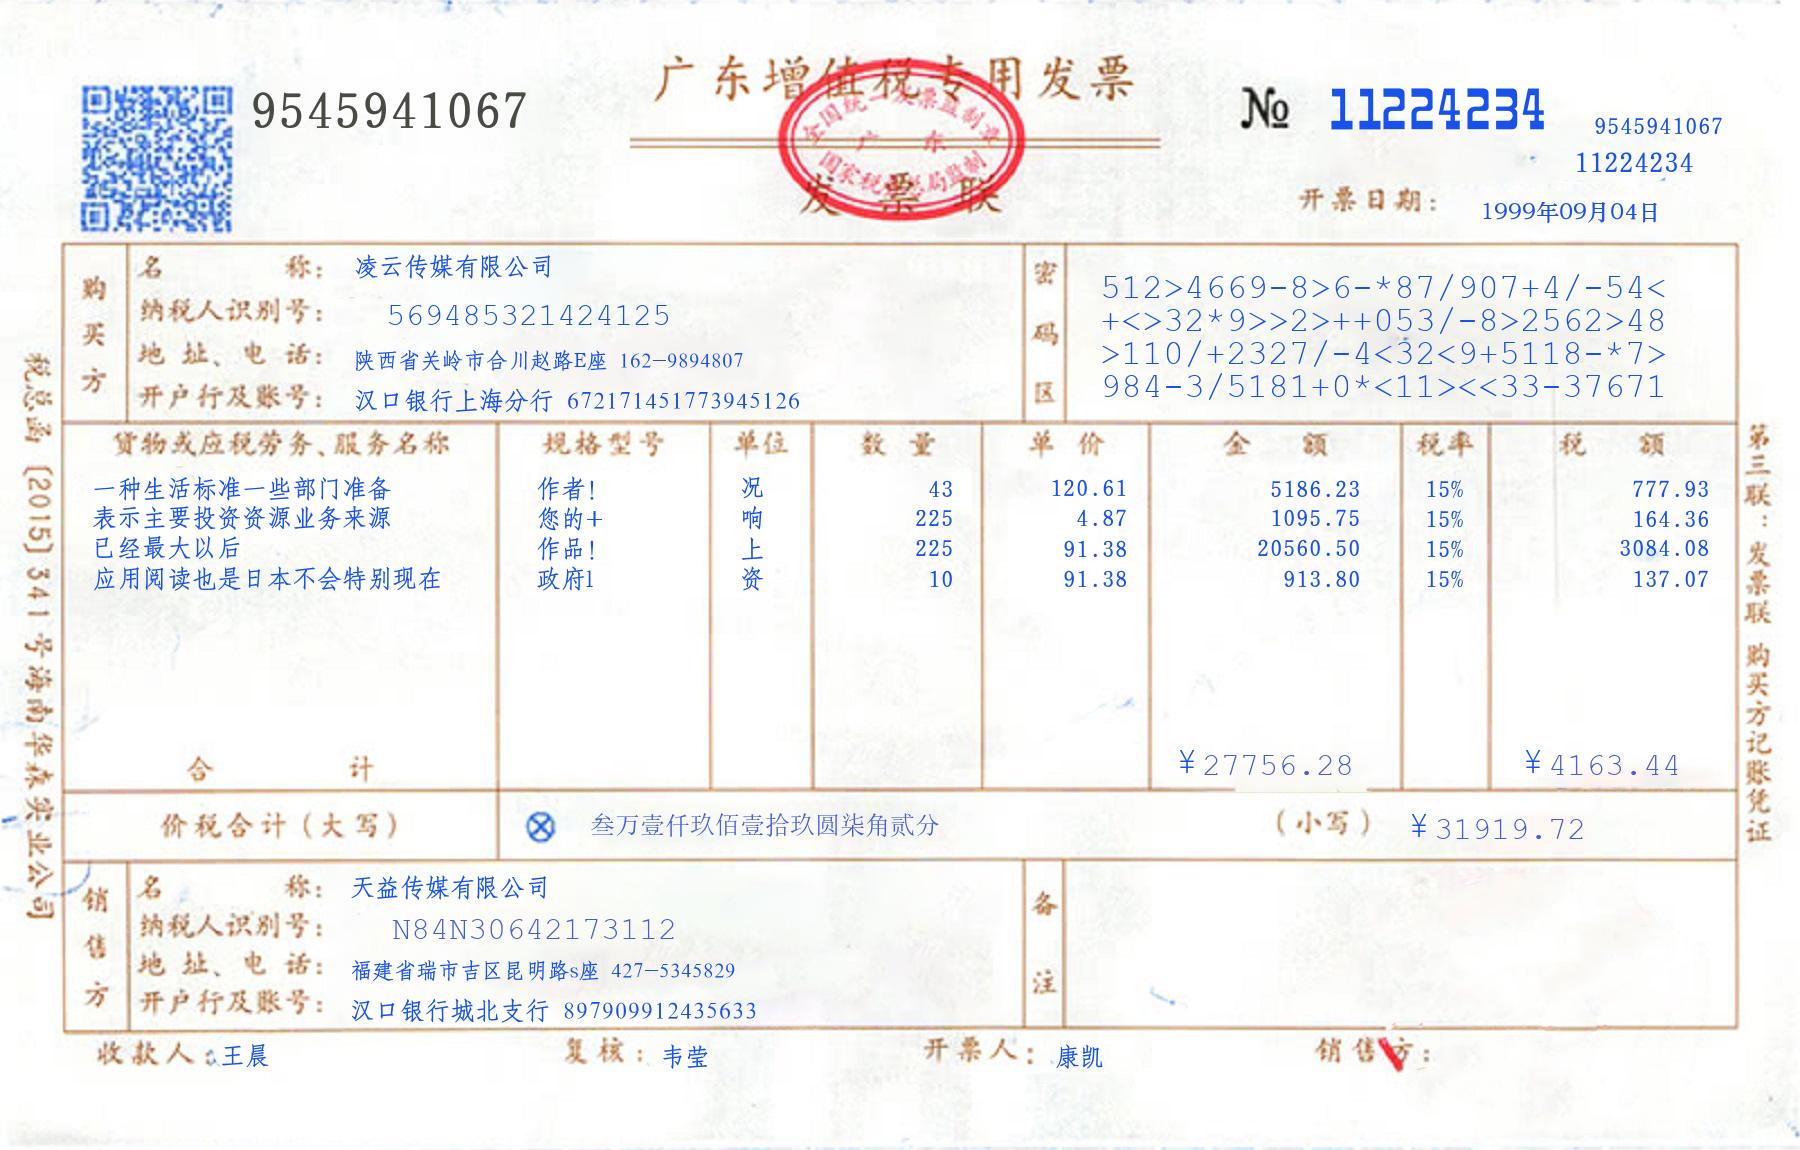 广东增值税专用发票
9545941067
全国统一发票监制章
广 东
国家税务总局监制
发票联
№ 11224234
9545941067
11224234
开票日期： 1999年09月04日
购买方
名 称： 凌云传媒有限公司
纳税人识别号： 569485321424125
地 址、电 话： 陕西省关岭市合川赵路E座 162-9894807
开户行及账号： 汉口银行上海分行 672171451773945126
密码区
512>4669-8>6-*87/907+4/-54<
+<>32*9>>2>++053/-8>2562>48
>110/+2327/-4<32<9+5118-*7>
984-3/5181+0*<11><<33-37671
货物或应税劳务、服务名称 规格型号 单位 数 量 单 价 金 额 税率 税 额
一种生活标准一些部门准备 作者! 况 43 120.61 5186.23 15% 777.93
表示主要投资资源业务来源 您的+ 响 225 4.87 1095.75 15% 164.36
已经最大以后 作品! 上 225 91.38 20560.50 15% 3084.08
应用阅读也是日本不会特别现在 政府l 资 10 91.38 913.80 15% 137.07
合 计 ¥27756.28 ¥4163.44
价税合计（大写） ⊗ 叁万壹仟玖佰壹拾玖圆柒角贰分 （小写） ¥31919.72
销售方
名 称： 天益传媒有限公司
纳税人识别号： N84N30642173112
地 址、电 话： 福建省瑞市吉区昆明路s座 427-5345829
开户行及账号： 汉口银行城北支行 897909912435633
备注
收款人： 王晨 复核： 韦莹 开票人： 康凯 销售方：
税总函〔2015〕341号海南华森实业公司
第三联：发票联 购买方记账凭证